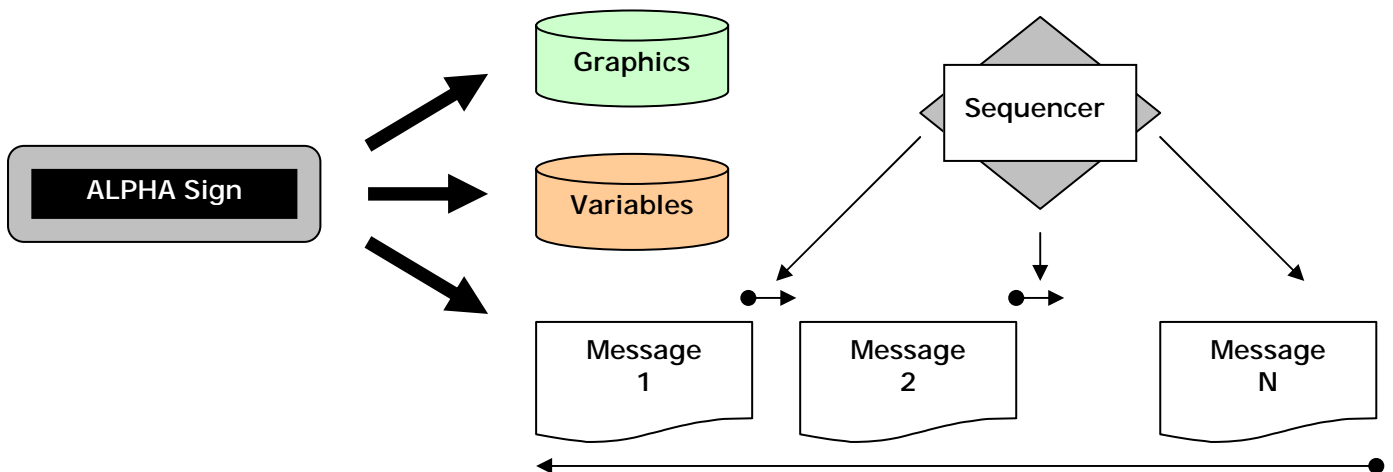 Graphics
Sequencer
ALPHA Sign
Variables
Message
1
Message
2
Message
N